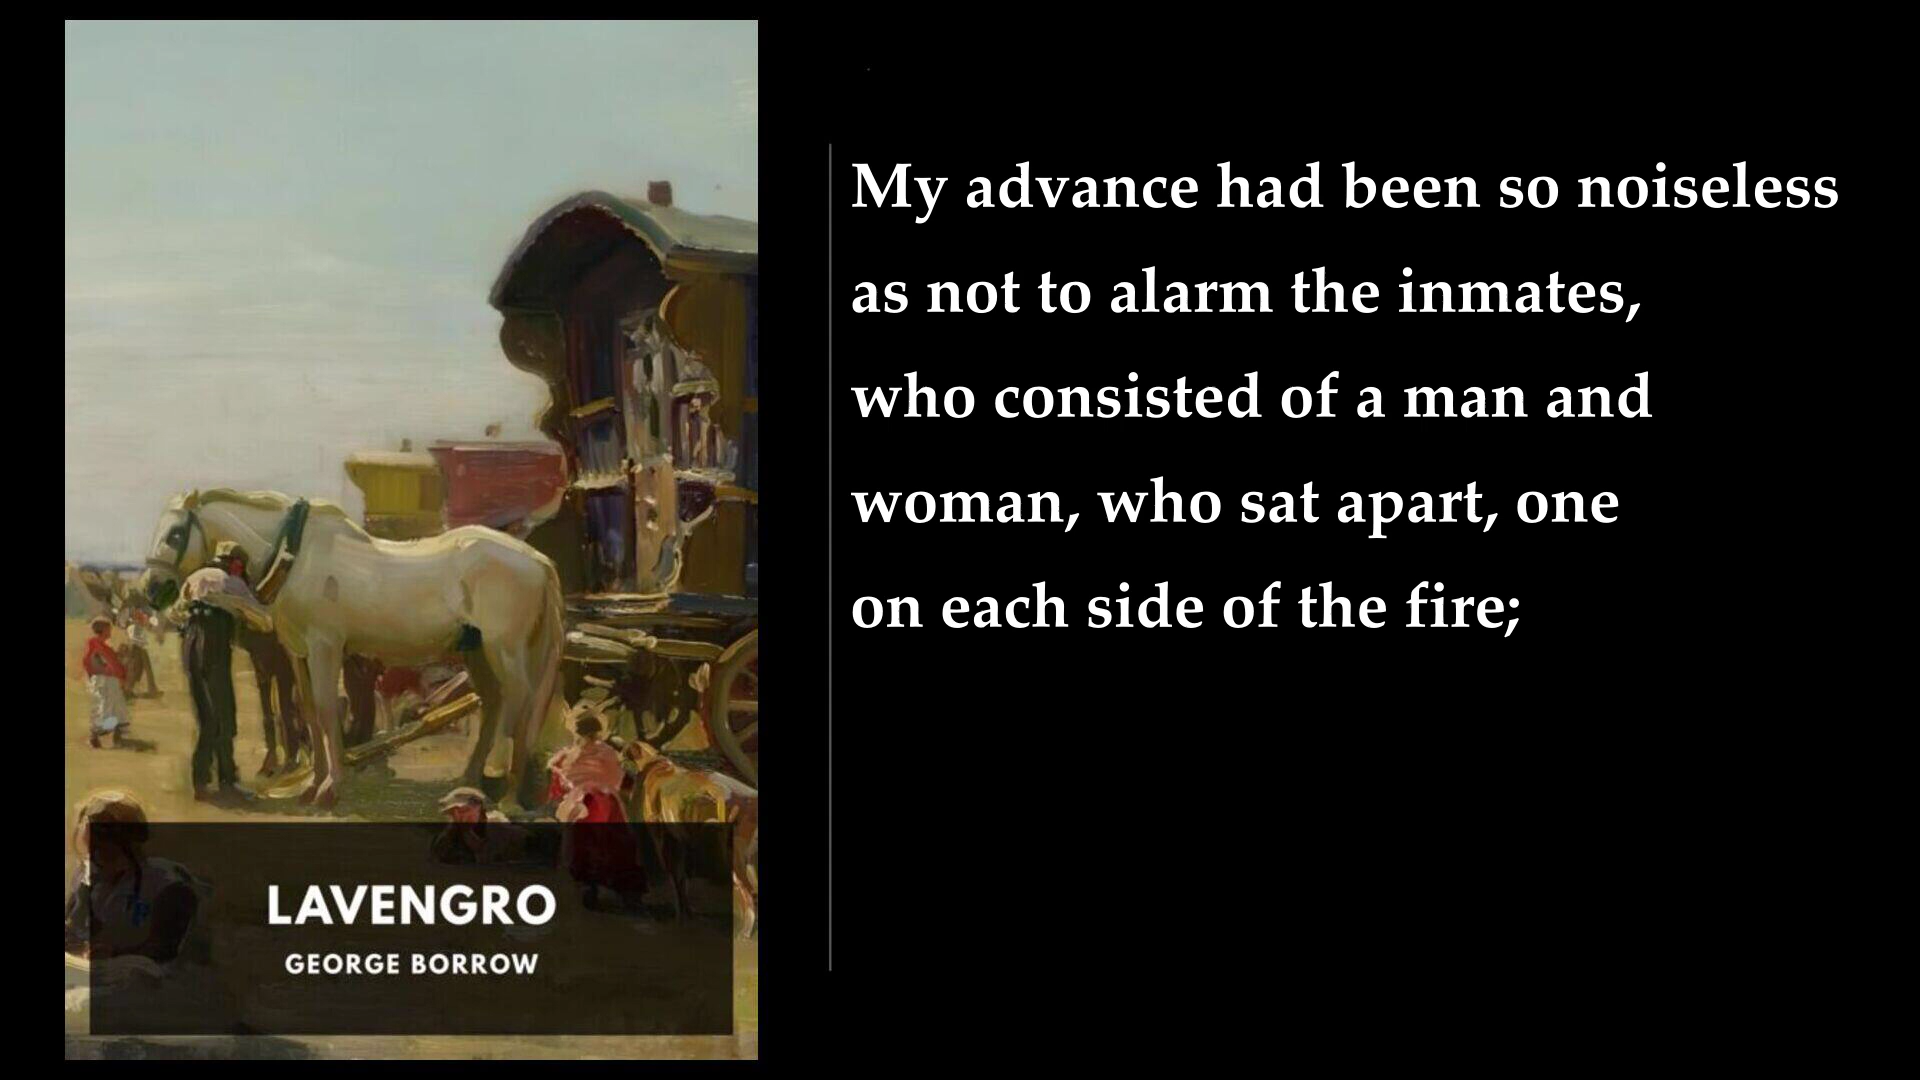 My advance had been so noiseless
as not to alarm the inmates,
who consisted of a man and
woman, who sat apart, one
on each side of the fire;
LAVENGRO
GEORGE BORROW